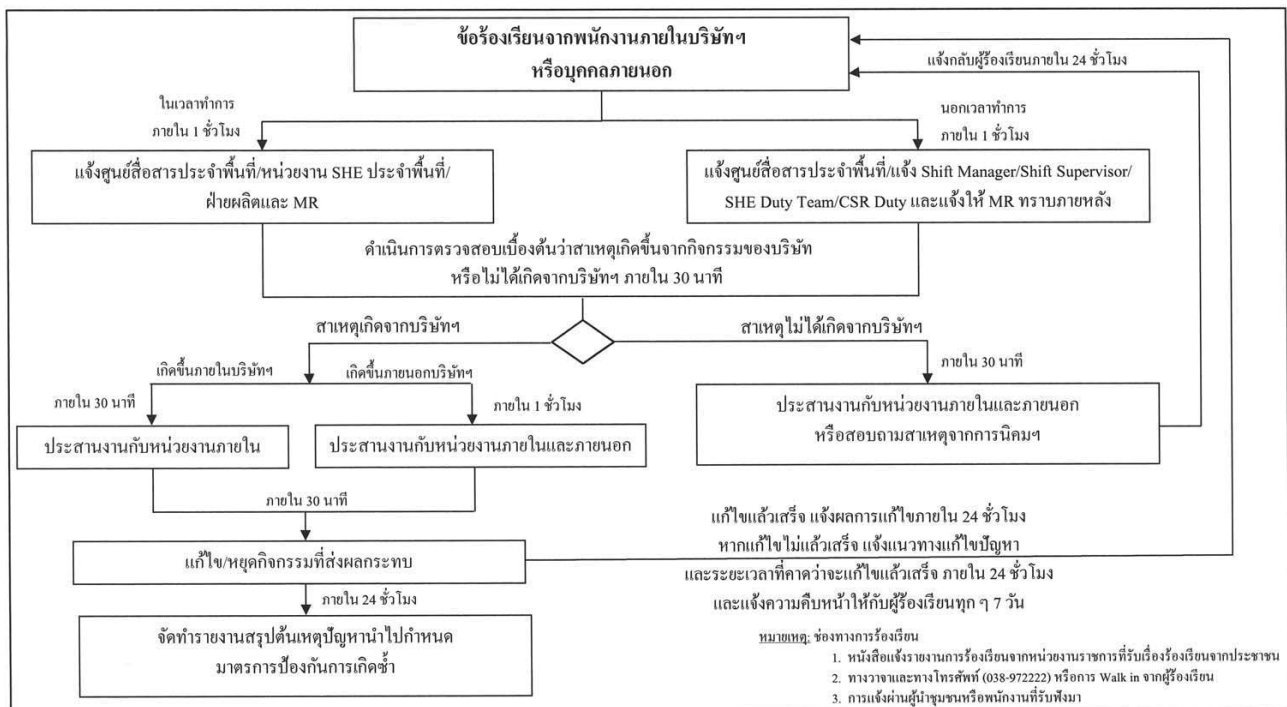 ข้อร้องเรียนจากพนักงานภายในบริษัทฯ
หรือบุคคลภายนอก
แจ้งกลับผู้ร้องเรียนภายใน 24 ชั่วโมง
ในเวลาทำการ
ภายใน 1 ชั่วโมง
นอกเวลาทำการ
ภายใน 1 ชั่วโมง
แจ้งศูนย์สื่อสารประจำพื้นที่/หน่วยงาน SHE ประจำพื้นที่/
ฝ่ายผลิตและ MR
แจ้งศูนย์สื่อสารประจำพื้นที่/แจ้ง Shift Manager/Shift Supervisor/
SHE Duty Team/CSR Duty และแจ้งให้ MR ทราบภายหลัง
ดำเนินการตรวจสอบเบื้องต้นว่าสาเหตุเกิดขึ้นจากกิจกรรมของบริษัท
หรือไม่ได้เกิดจากบริษัทฯ ภายใน 30 นาที
สาเหตุเกิดจากบริษัทฯ
สาเหตุไม่ได้เกิดจากบริษัทฯ
เกิดขึ้นภายในบริษัทฯ
เกิดขึ้นภายนอกบริษัทฯ
ภายใน 30 นาที
ภายใน 30 นาที
ภายใน 1 ชั่วโมง
ประสานงานกับหน่วยงานภายใน
ประสานงานกับหน่วยงานภายในและภายนอก
ประสานงานกับหน่วยงานภายในและภายนอก
หรือสอบถามสาเหตุจากการนิคมฯ
ภายใน 30 นาที
แก้ไข/หยุดกิจกรรมที่ส่งผลกระทบ
แก้ไขแล้วเสร็จ แจ้งผลการแก้ไขภายใน 24 ชั่วโมง
หากแก้ไขไม่แล้วเสร็จ แจ้งแนวทางแก้ไขปัญหา
และระยะเวลาที่คาดว่าจะแก้ไขแล้วเสร็จ ภายใน 24 ชั่วโมง
และแจ้งความคืบหน้าให้กับผู้ร้องเรียนทุก ๆ 7 วัน
ภายใน 24 ชั่วโมง
จัดทำรายงานสรุปต้นเหตุปัญหานำไปกำหนด
มาตรการป้องกันการเกิดซ้ำ
หมายเหตุ: ช่องทางการร้องเรียน
1. หนังสือแจ้งรายงานการร้องเรียนจากหน่วยงานราชการที่รับเรื่องร้องเรียนจากประชาชน
2. ทางวาจาและทางโทรศัพท์ (038-972222) หรือการ Walk in จากผู้ร้องเรียน
3. การแจ้งผ่านผู้นำชุมชนหรือพนักงานที่รับฟังมา